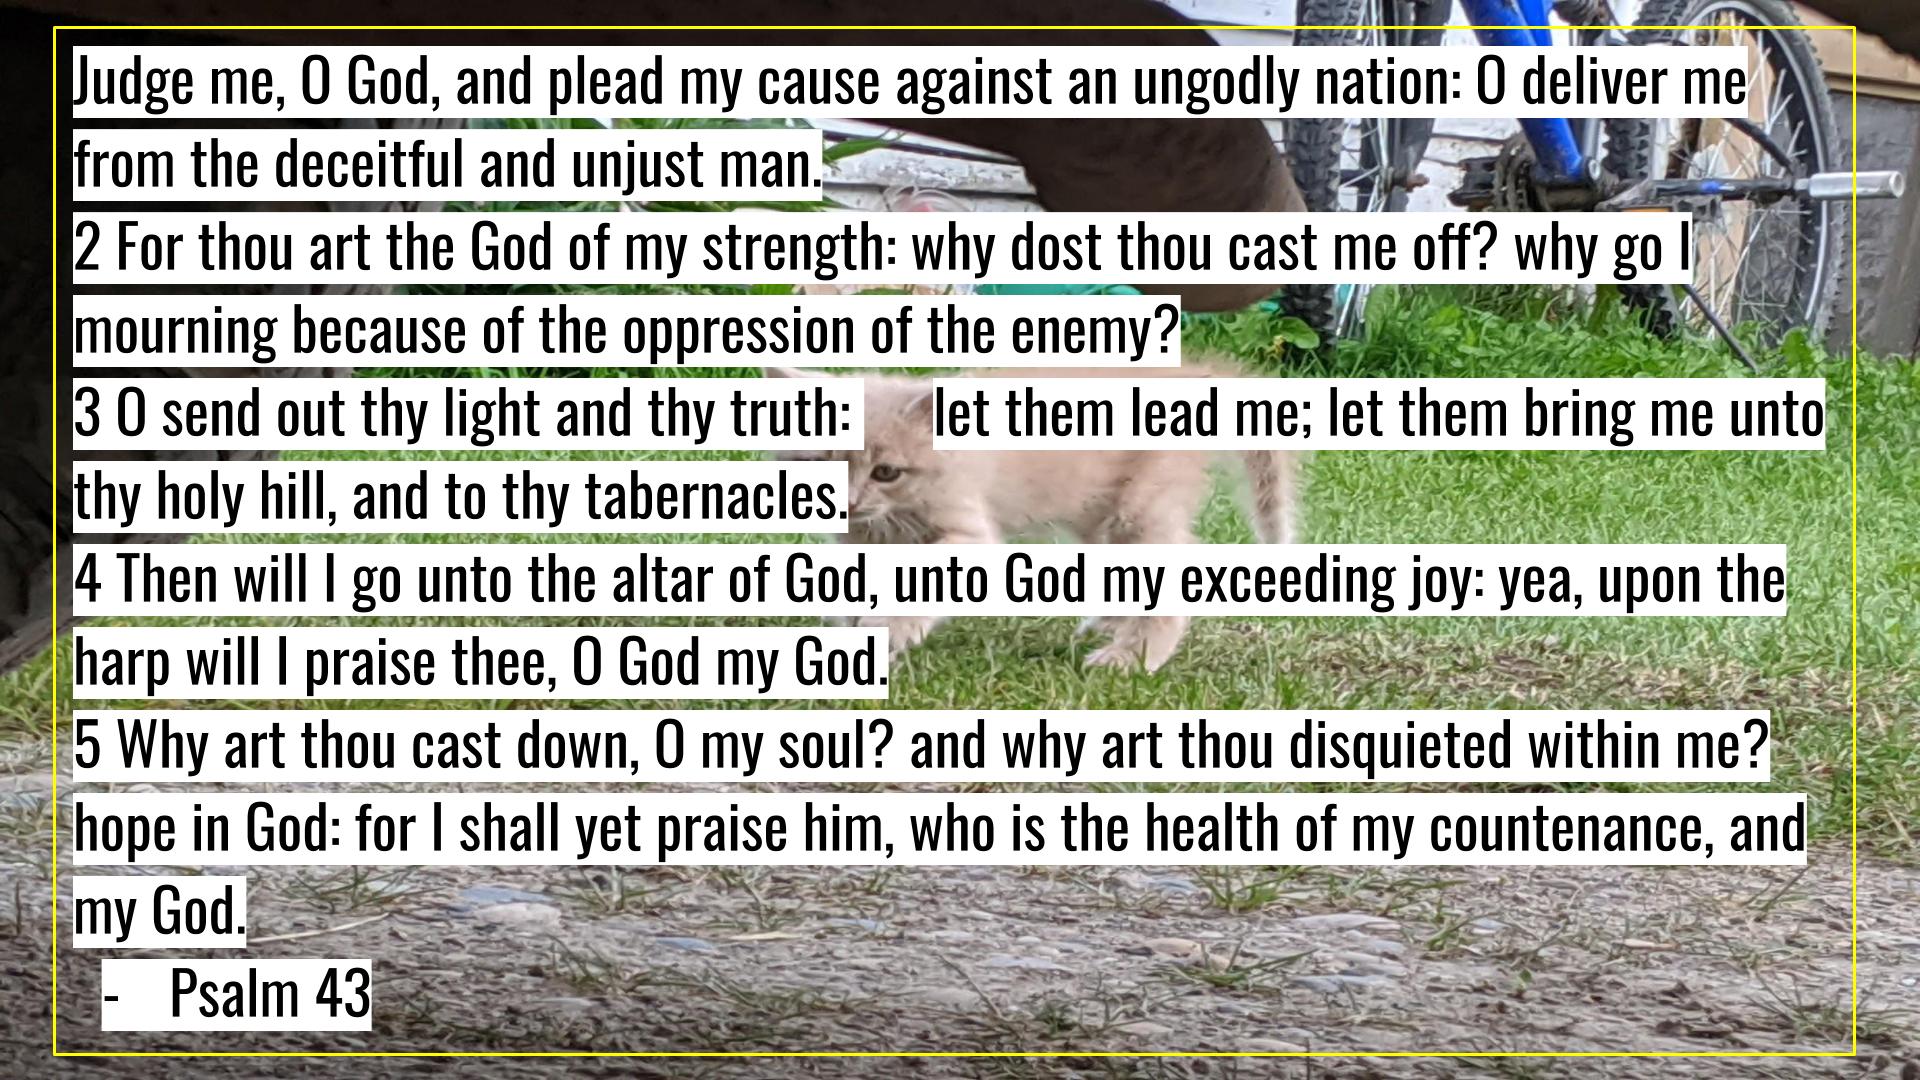 Judge me, O God, and plead my cause against an ungodly nation: O deliver me
from the deceitful and unjust man.
2 For thou art the God of my strength: why dost thou cast me off? why go I
mourning because of the oppression of the enemy?
3 O send out thy light and thy truth: let them lead me; let them bring me unto
thy holy hill, and to thy tabernacles.
4 Then will I go unto the altar of God, unto God my exceeding joy: yea, upon the
harp will I praise thee, O God my God.
5 Why art thou cast down, O my soul? and why art thou disquieted within me?
hope in God: for I shall yet praise him, who is the health of my countenance, and
my God.
- Psalm 43